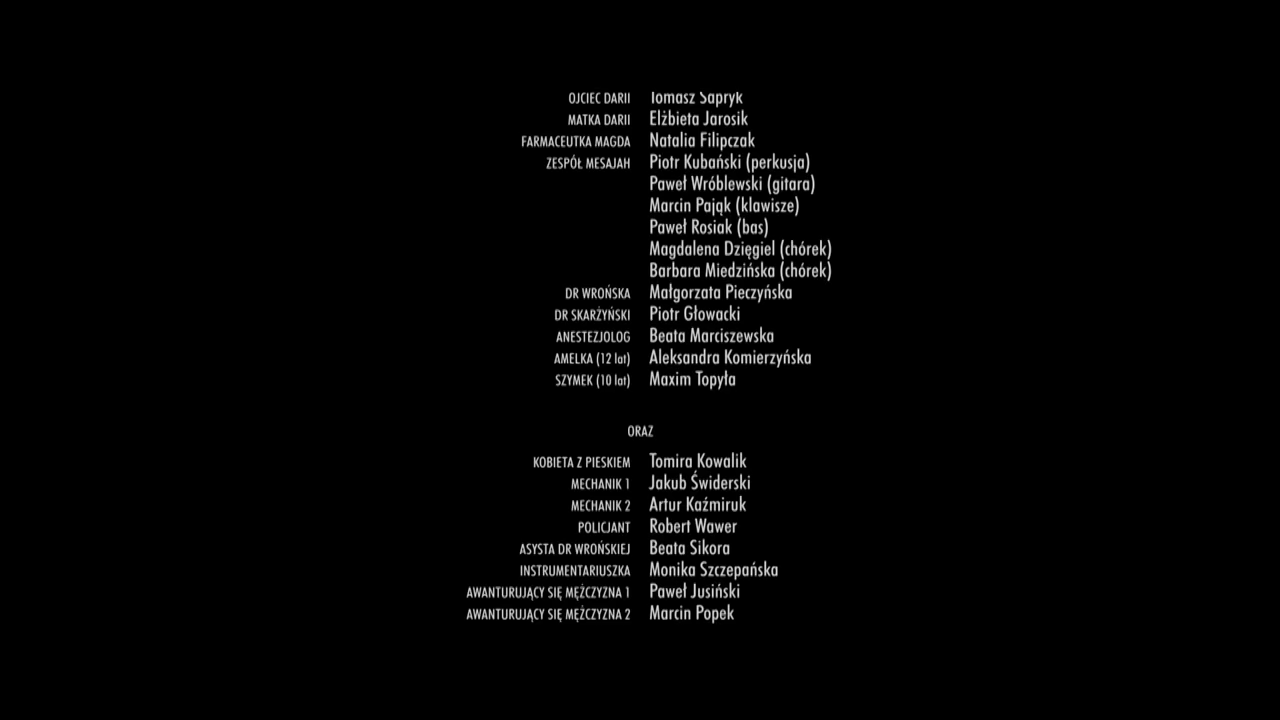 OJCIEC DARII Tomasz Sapryk
MATKA DARII Elżbieta Jarosik
FARMACEUTKA MAGDA Natalia Filipczak
ZESPÓŁ MESAJAH Piotr Kubański (perkusja)
Paweł Wróblewski (gitara)
Marcin Pająk (klawisze)
Paweł Rosiak (bas)
Magdalena Dzięgiel (chórek)
Barbara Miedzińska (chórek)
DR WROŃSKA Małgorzata Pieczyńska
DR SKARŻYŃSKI Piotr Głowacki
ANESTEZJOLOG Beata Marciszewska
AMELKA (12 lat) Aleksandra Komierzyńska
SZYMEK (10 lat) Maxim Topyła
ORAZ
KOBIETA Z PIESKIEM Tomira Kowalik
MECHANIK 1 Jakub Świderski
MECHANIK 2 Artur Kaźmiruk
POLICJANT Robert Wawer
ASYSTA DR WROŃSKIEJ Beata Sikora
INSTRUMENTARIUSZKA Monika Szczepańska
AWANTURUJĄCY SIĘ MĘŻCZYZNA 1 Paweł Jusiński
AWANTURUJĄCY SIĘ MĘŻCZYZNA 2 Marcin Popek